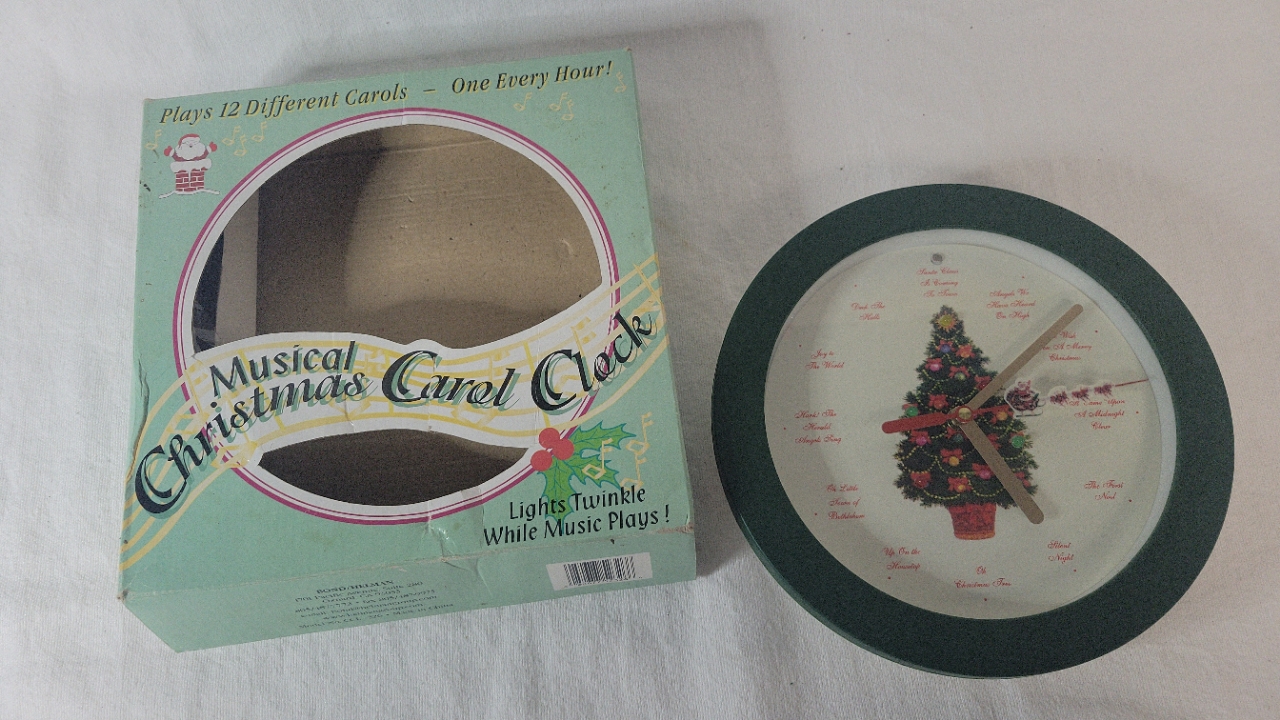 Plays 12 Different Carols – One Every Hour!
Musical
Christmas Carol Clock
Lights Twinkle
While Music Plays !
BOND/HELMAN
Santa Claus
Is Coming
To Town
Angels We
Have Heard
On High
Wish
A Merry
Christmas
Came Upon
A Midnight
Clear
The First
Noel
Silent
Night
Oh
Christmas Tree
Up On the
Housetop
Oh Little
Town of
Bethlehem
Hark! The
Herald
Angels Sing
Joy to
The World
Deck The
Halls